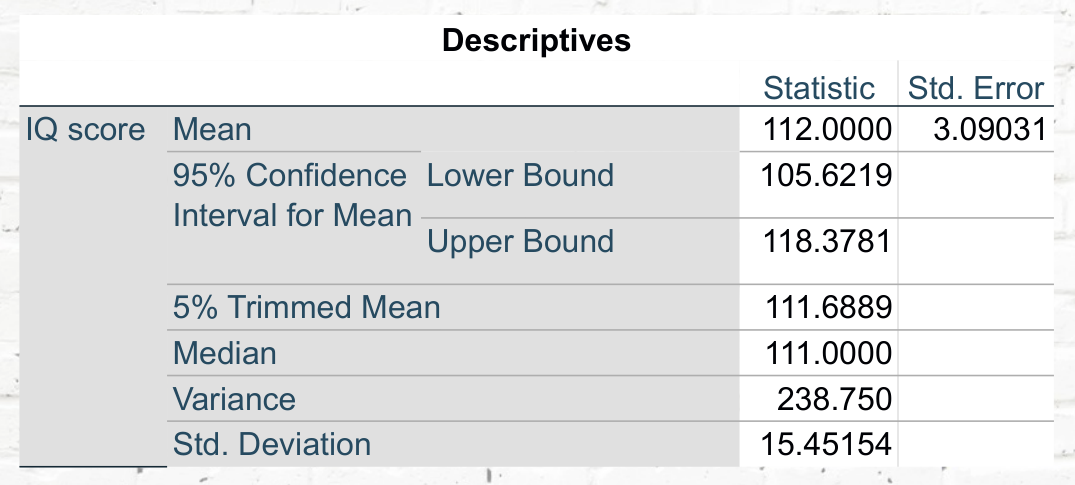 Descriptives
Statistic Std. Error
IQ score Mean 112.0000 3.09031
95% Confidence Interval for Mean Lower Bound 105.6219
Upper Bound 118.3781
5% Trimmed Mean 111.6889
Median 111.0000
Variance 238.750
Std. Deviation 15.45154